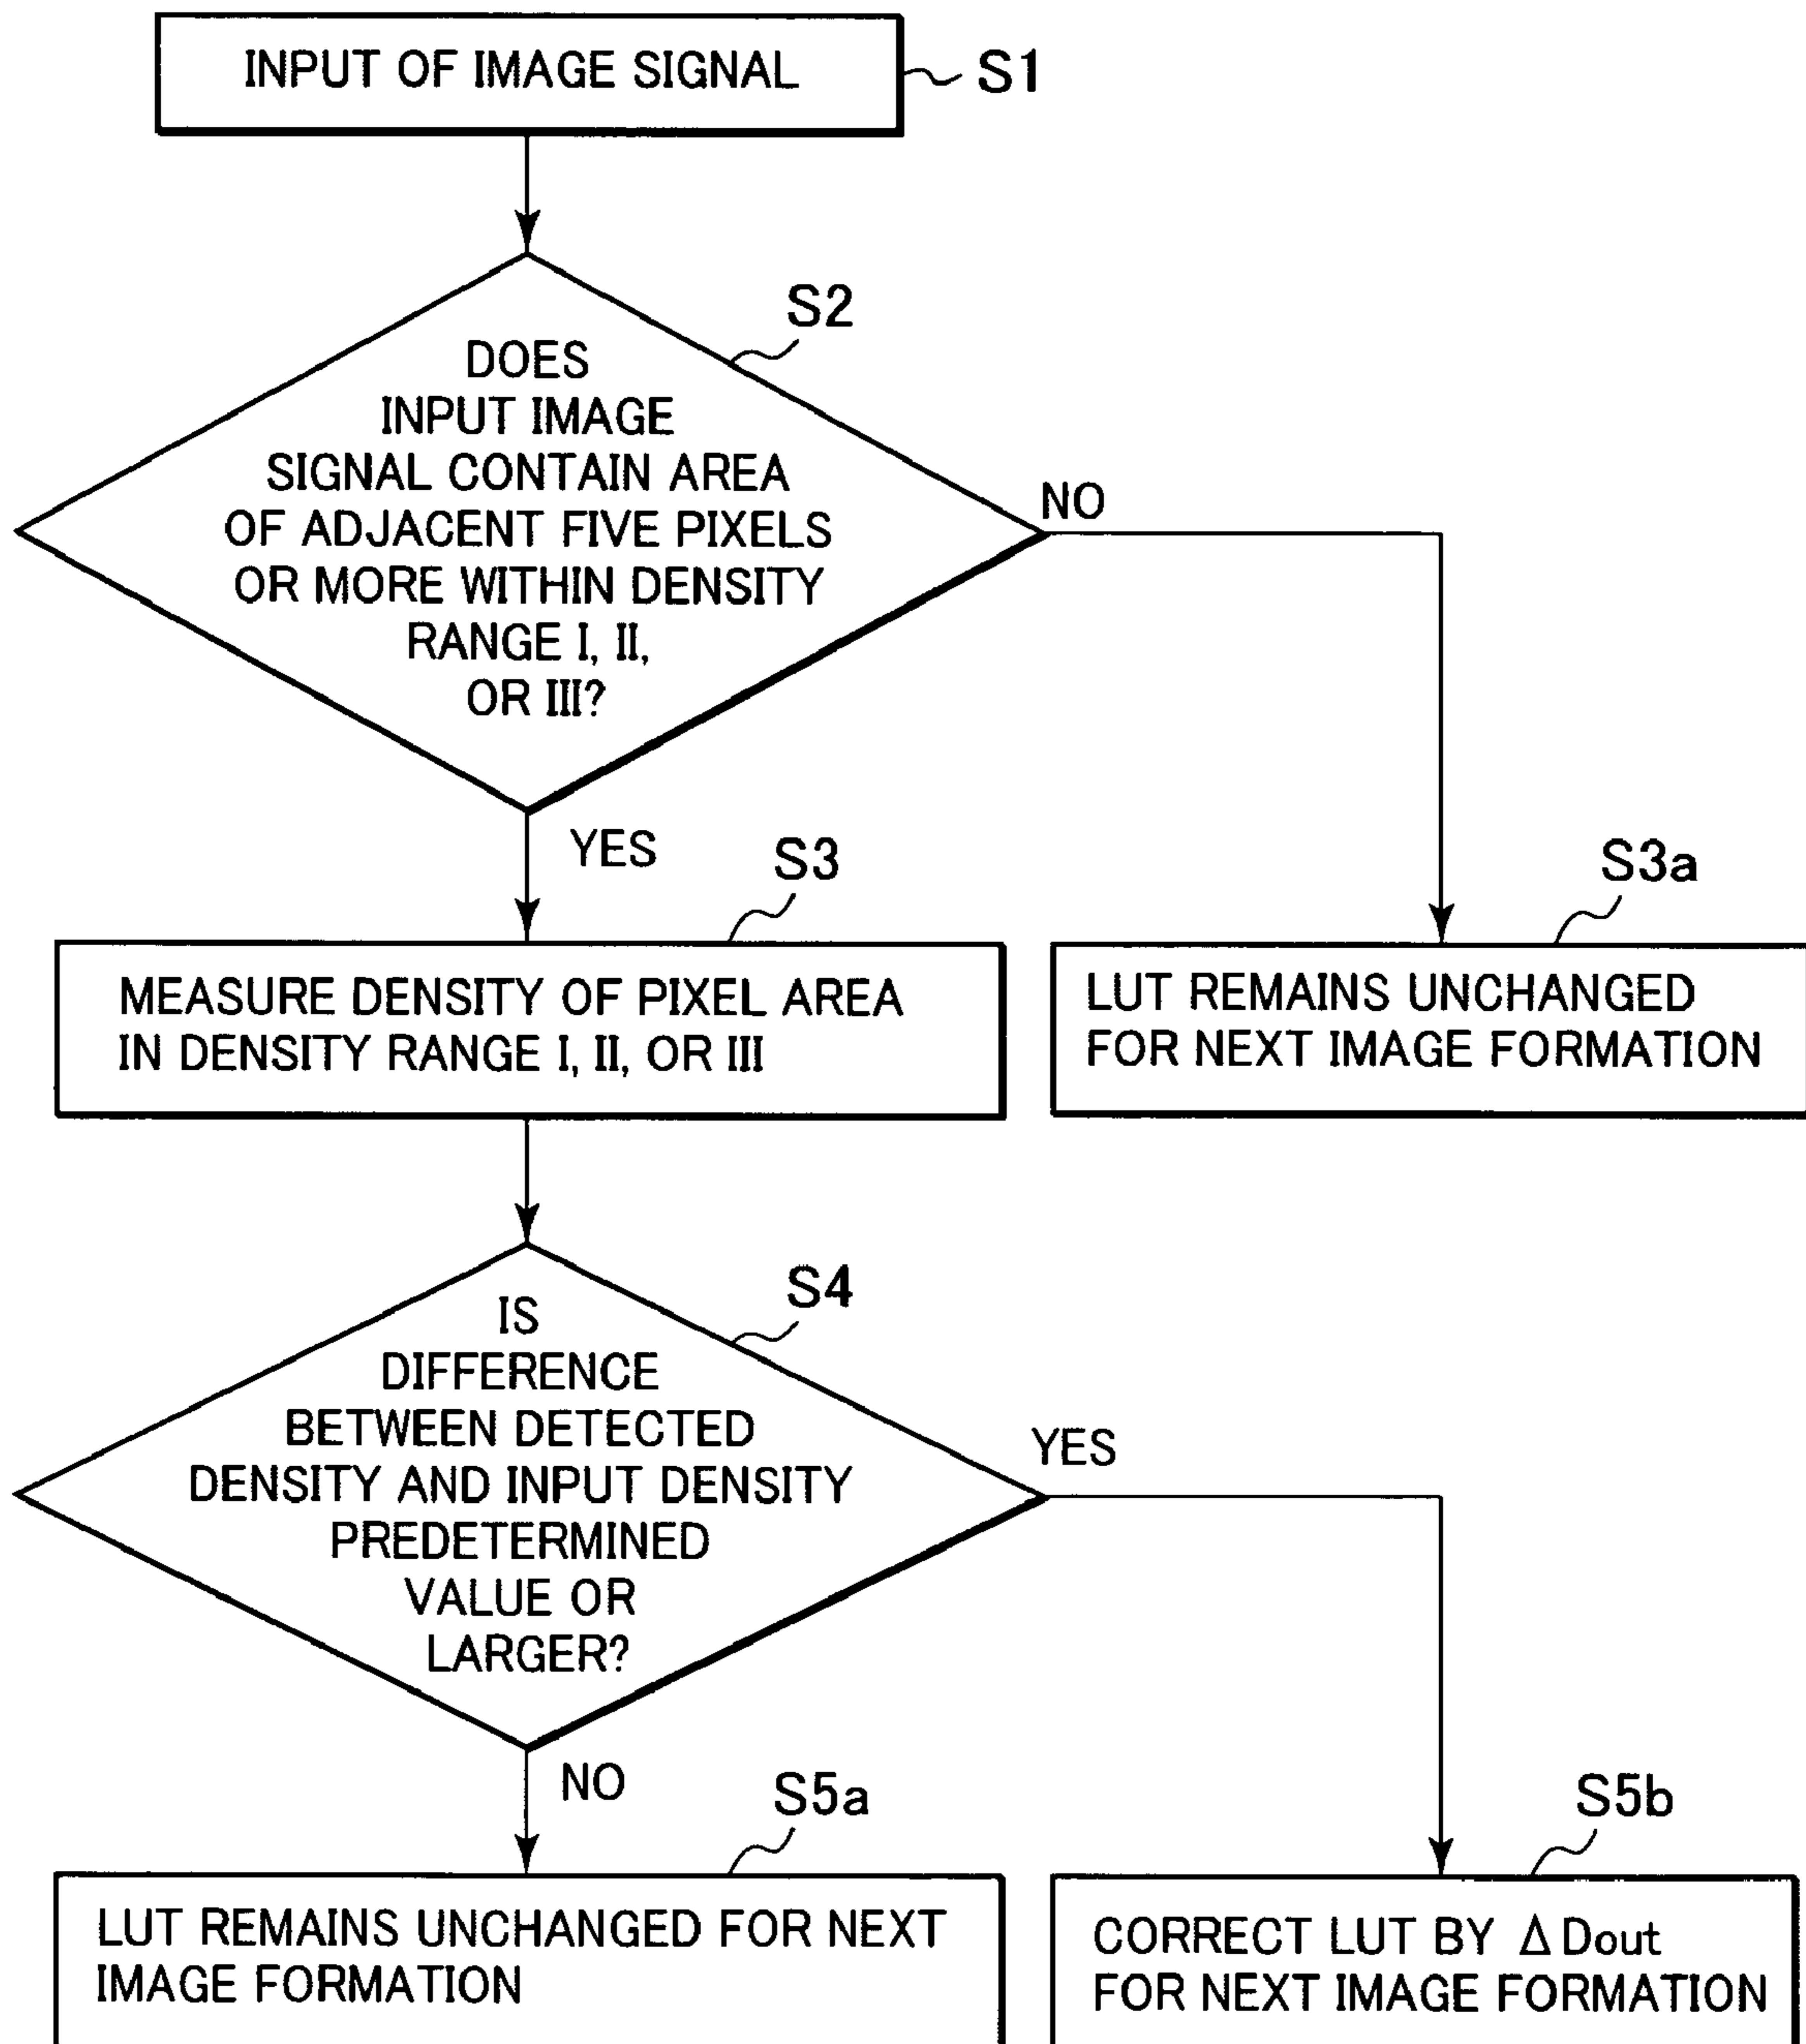 INPUT OF IMAGE SIGNAL
S1
S2
DOES
INPUT IMAGE
SIGNAL CONTAIN AREA
OF ADJACENT FIVE PIXELS
OR MORE WITHIN DENSITY
RANGE I, II,
OR III?
NO
YES
S3
MEASURE DENSITY OF PIXEL AREA
IN DENSITY RANGE I, II, OR III
S3a
LUT REMAINS UNCHANGED
FOR NEXT IMAGE FORMATION
S4
IS
DIFFERENCE
BETWEEN DETECTED
DENSITY AND INPUT DENSITY
PREDETERMINED
VALUE OR
LARGER?
YES
NO
S5a
LUT REMAINS UNCHANGED FOR NEXT
IMAGE FORMATION
S5b
CORRECT LUT BY Δ Dout
FOR NEXT IMAGE FORMATION